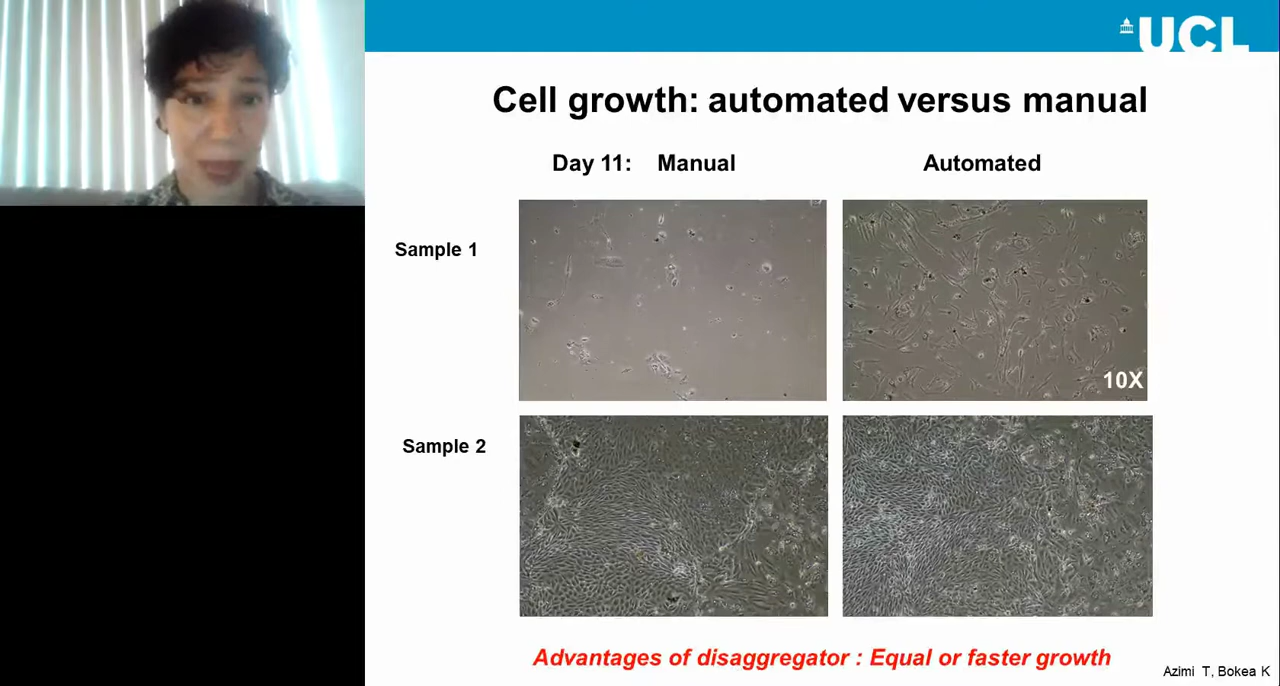 UCL
Cell growth: automated versus manual
Day 11: Manual Automated
Sample 1
10X
Sample 2
Advantages of disaggregator : Equal or faster growth
Azimi T, Bokea K